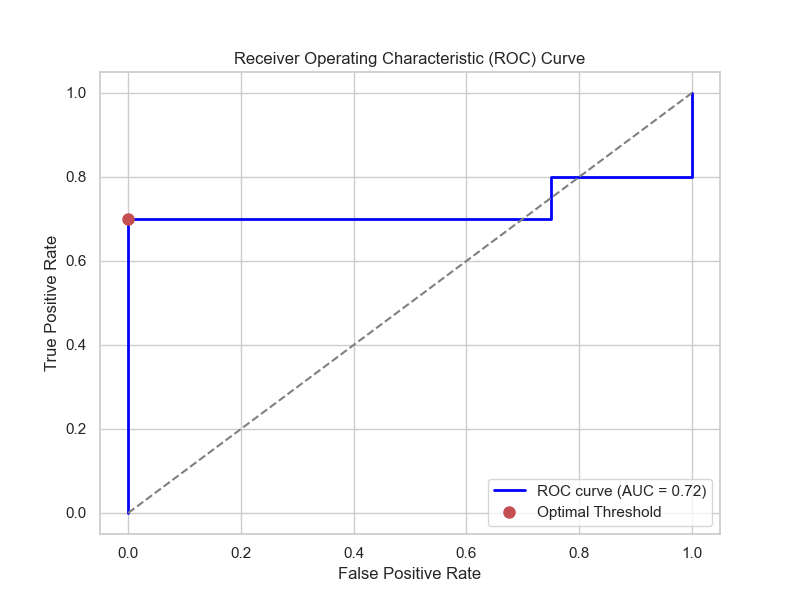 Receiver Operating Characteristic (ROC) Curve
1.0
0.8
0.6
0.4
0.2
0.0
True Positive Rate
0.0 0.2 0.4 0.6 0.8 1.0
False Positive Rate
ROC curve (AUC = 0.72)
Optimal Threshold